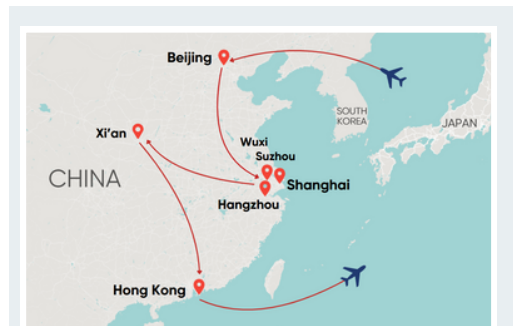 Beijing
SOUTH
KOREA
JAPAN
Xi'an
Wuxi
Suzhou
CHINA
Shanghai
Hangzhou
Hong Kong